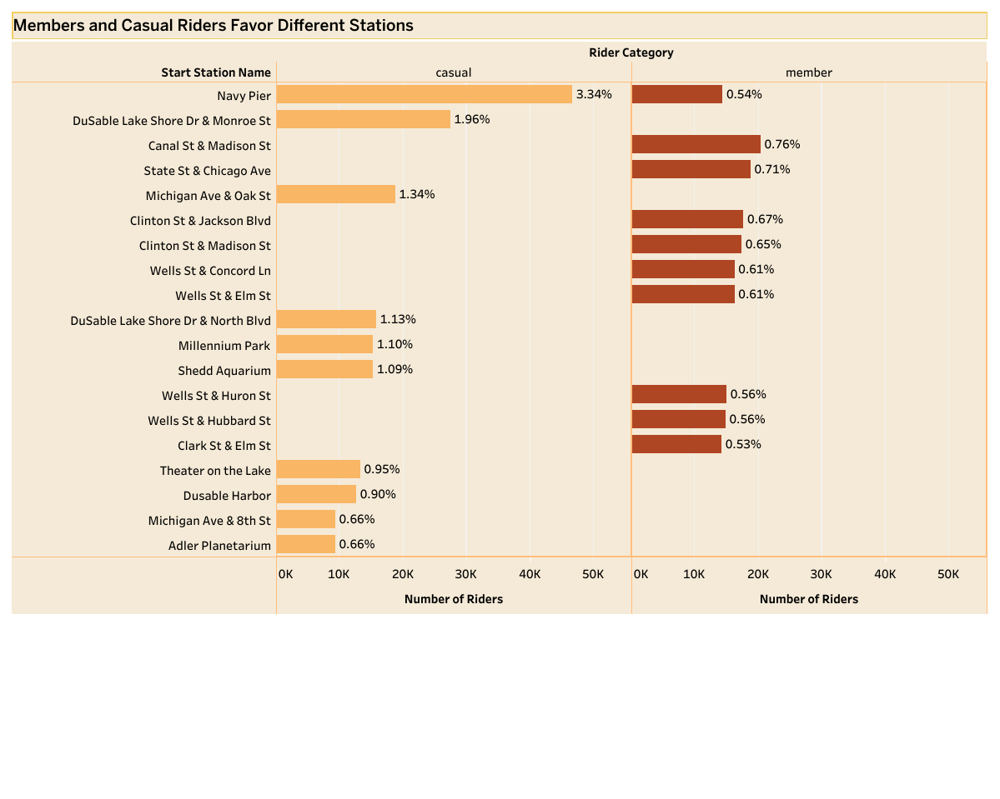 Members and Casual Riders Favor Different Stations
Rider Category
Start Station Name casual member
Navy Pier 3.34% 0.54%
DuSable Lake Shore Dr & Monroe St 1.96%
Canal St & Madison St 0.76%
State St & Chicago Ave 0.71%
Michigan Ave & Oak St 1.34%
Clinton St & Jackson Blvd 0.67%
Clinton St & Madison St 0.65%
Wells St & Concord Ln 0.61%
Wells St & Elm St 0.61%
DuSable Lake Shore Dr & North Blvd 1.13%
Millennium Park 1.10%
Shedd Aquarium 1.09%
Wells St & Huron St 0.56%
Wells St & Hubbard St 0.56%
Clark St & Elm St 0.53%
Theater on the Lake 0.95%
Dusable Harbor 0.90%
Michigan Ave & 8th St 0.66%
Adler Planetarium 0.66%
0K 10K 20K 30K 40K 50K 0K 10K 20K 30K 40K 50K
Number of Riders Number of Riders